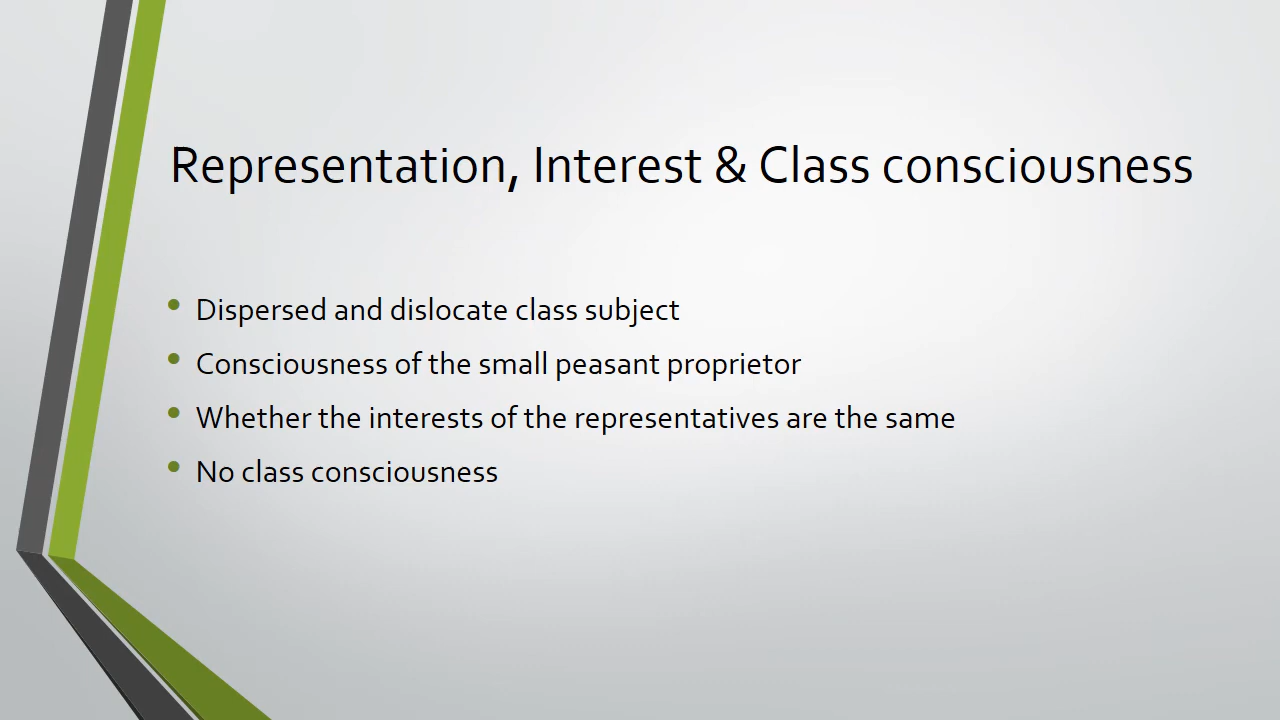 Representation, Interest & Class consciousness
• Dispersed and dislocate class subject
• Consciousness of the small peasant proprietor
• Whether the interests of the representatives are the same
• No class consciousness